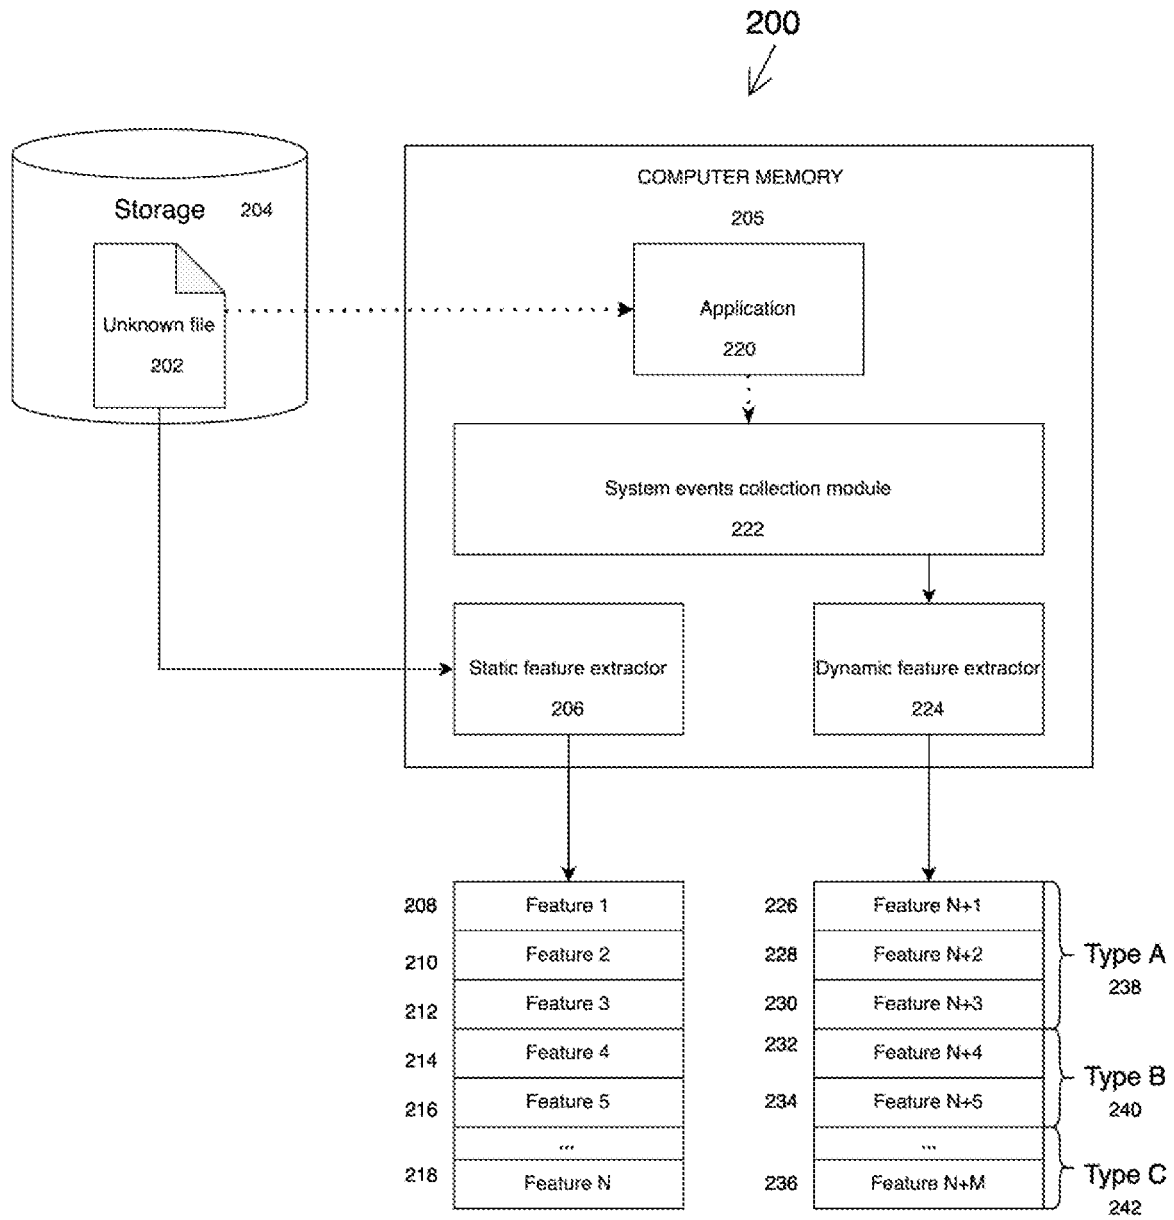 200
COMPUTER MEMORY
205
Storage 204
Unknown file
202
Application
220
System events collection module
222
Static feature extractor
206
Dynamic feature extractor
224
208 Feature 1
210 Feature 2
212 Feature 3
214 Feature 4
216 Feature 5
...
218 Feature N
226 Feature N+1
228 Feature N+2
230 Feature N+3
232 Feature N+4
234 Feature N+5
...
236 Feature N+M
Type A
238
Type B
240
Type C
242